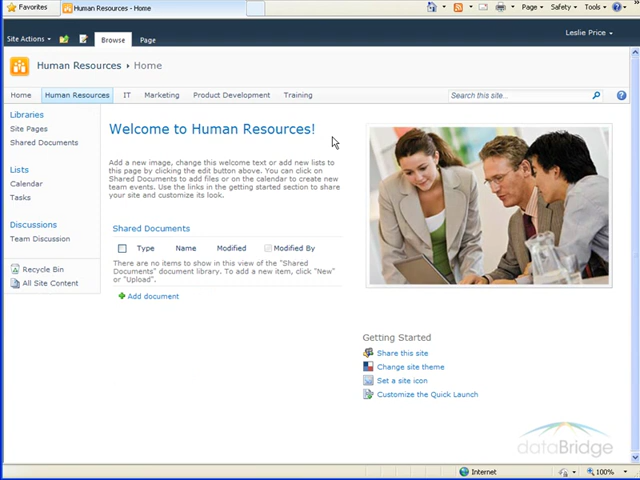 Favorites
Human Resources - Home
Page
Safety
Tools
Site Actions
Browse
Page
Leslie Price
Human Resources
Home
Home
Human Resources
IT
Marketing
Product Development
Training
Search this site...
Libraries
Site Pages
Shared Documents
Lists
Calendar
Tasks
Discussions
Team Discussion
Recycle Bin
All Site Content
Welcome to Human Resources!
Add a new image, change this welcome text or add new lists to
this page by clicking the edit button above. You can click on
Shared Documents to add files or on the calendar to create new
team events. Use the links in the getting started section to share
your site and customize its look.
Shared Documents
Type Name Modified Modified By
There are no items to show in this view of the "Shared
Documents" document library. To add a new item, click "New"
or "Upload".
Add document
Getting Started
Share this site
Change site theme
Set a site icon
Customize the Quick Launch
dataBridge
Internet
100%